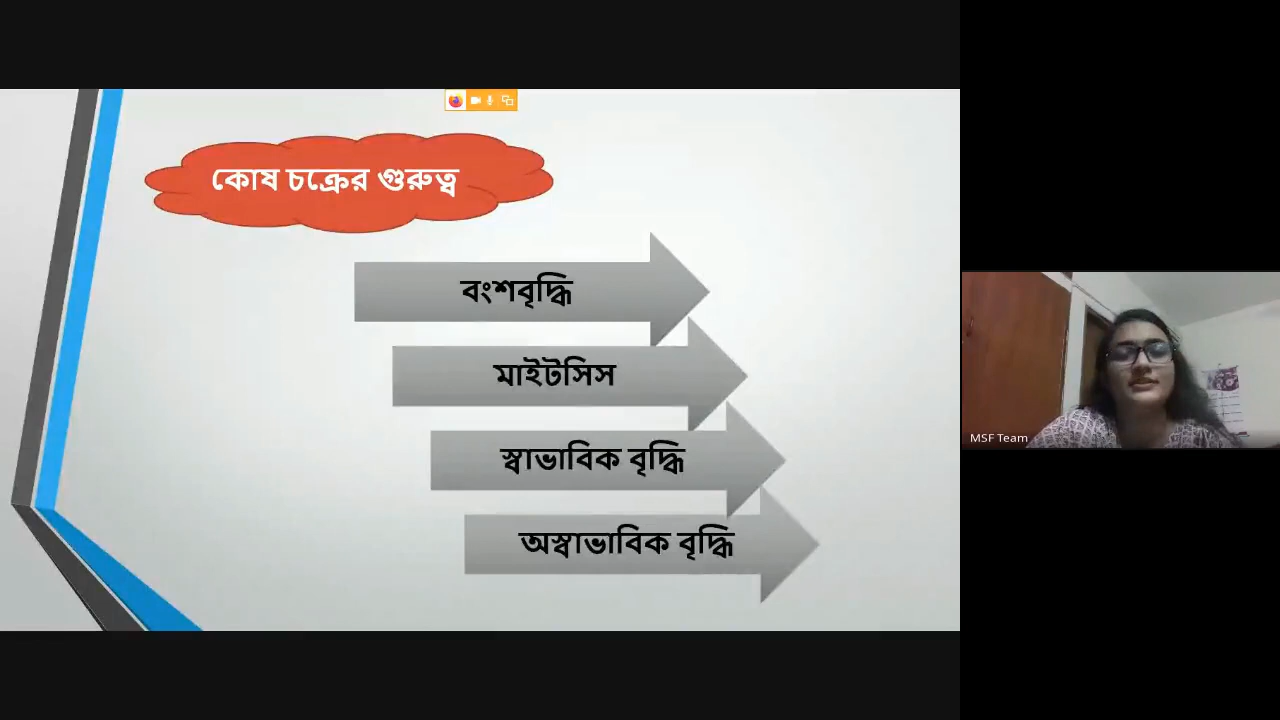 কোষ চক্রের গুরুত্ব
বংশবৃদ্ধি
মাইটসিস
স্বাভাবিক বৃদ্ধি
অস্বাভাবিক বৃদ্ধি
MSF Team